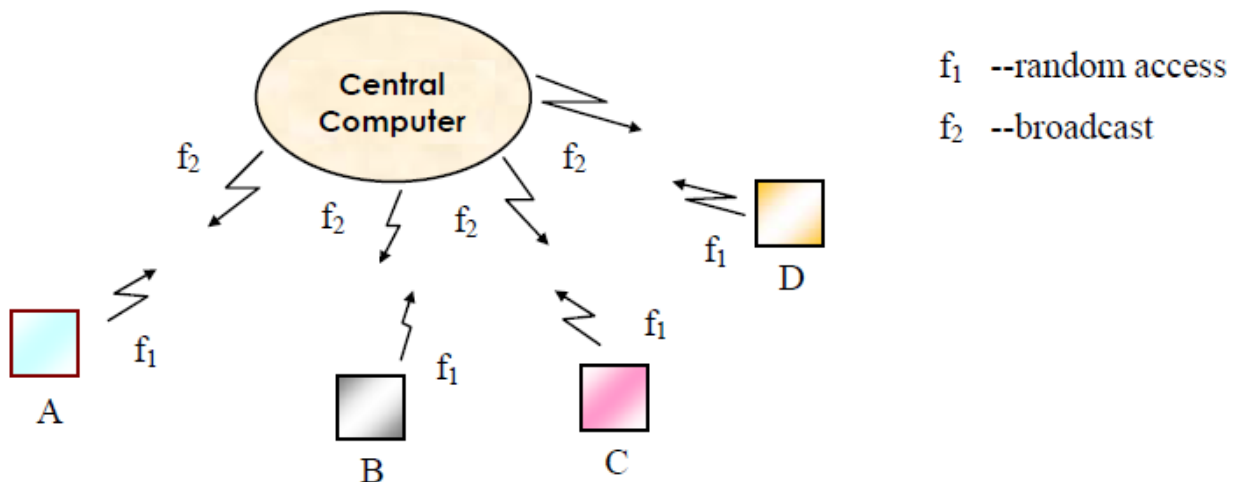 Central
Computer
f₁ --random access
f₂ --broadcast
f₂
f₂
f₂
f₂
f₁
D
f₁
A
f₁
B
f₁
C